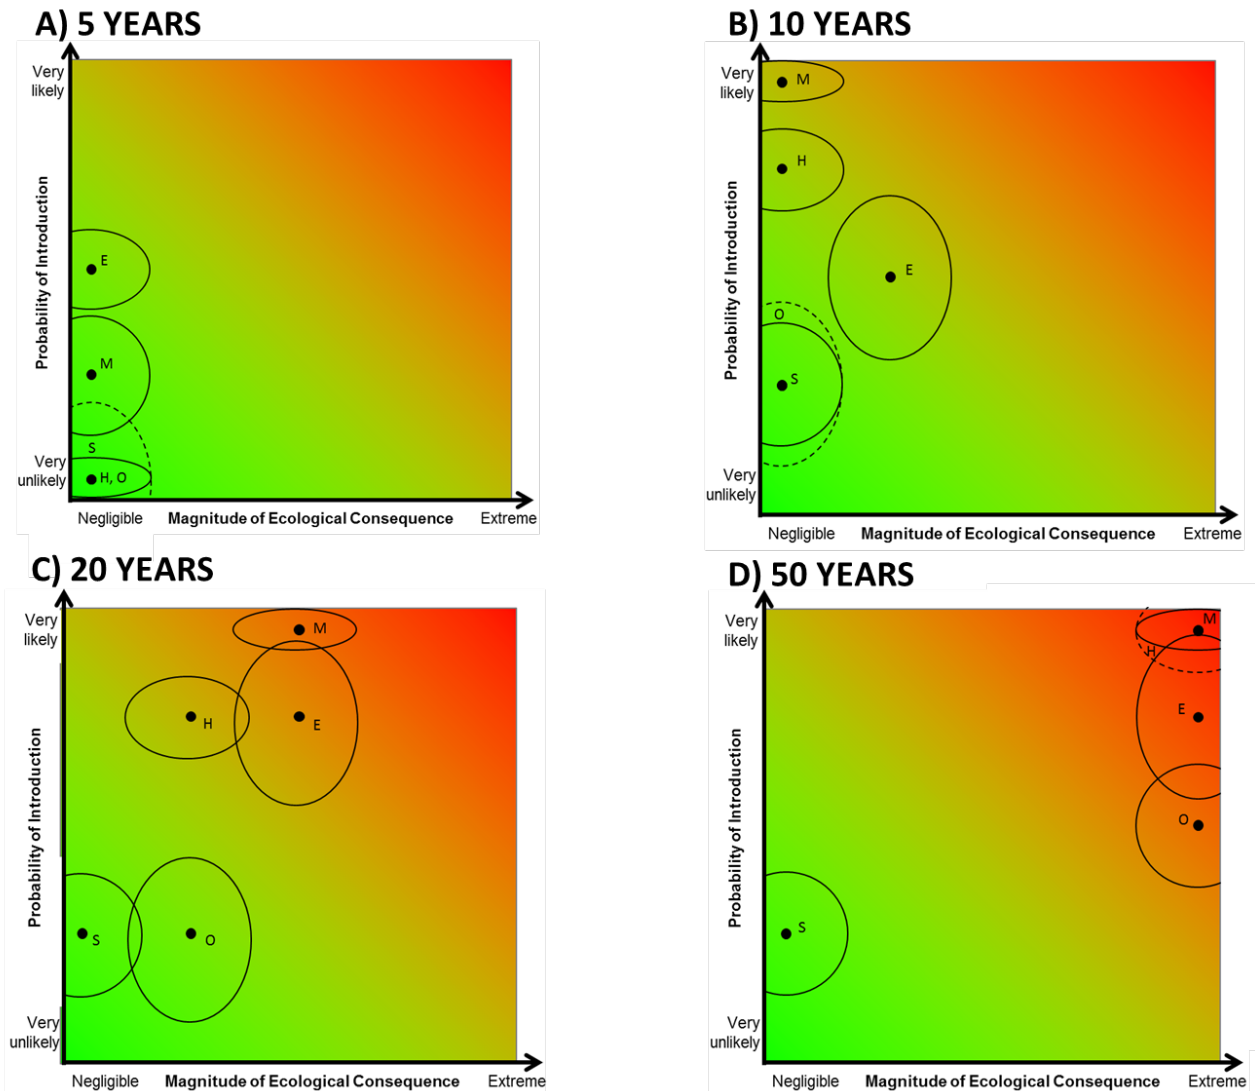 A) 5 YEARS
Very
likely
Probability of Introduction
E
M
S
H, O
Very
unlikely
Negligible
Magnitude of Ecological Consequence
Extreme
B) 10 YEARS
Very
likely
Probability of Introduction
M
H
E
O
S
Very
unlikely
Negligible
Magnitude of Ecological Consequence
Extreme
C) 20 YEARS
Very
likely
Probability of Introduction
M
H
E
S
O
Very
unlikely
Negligible
Magnitude of Ecological Consequence
Extreme
D) 50 YEARS
Very
likely
Probability of Introduction
M
H
E
O
S
Very
unlikely
Negligible
Magnitude of Ecological Consequence
Extreme